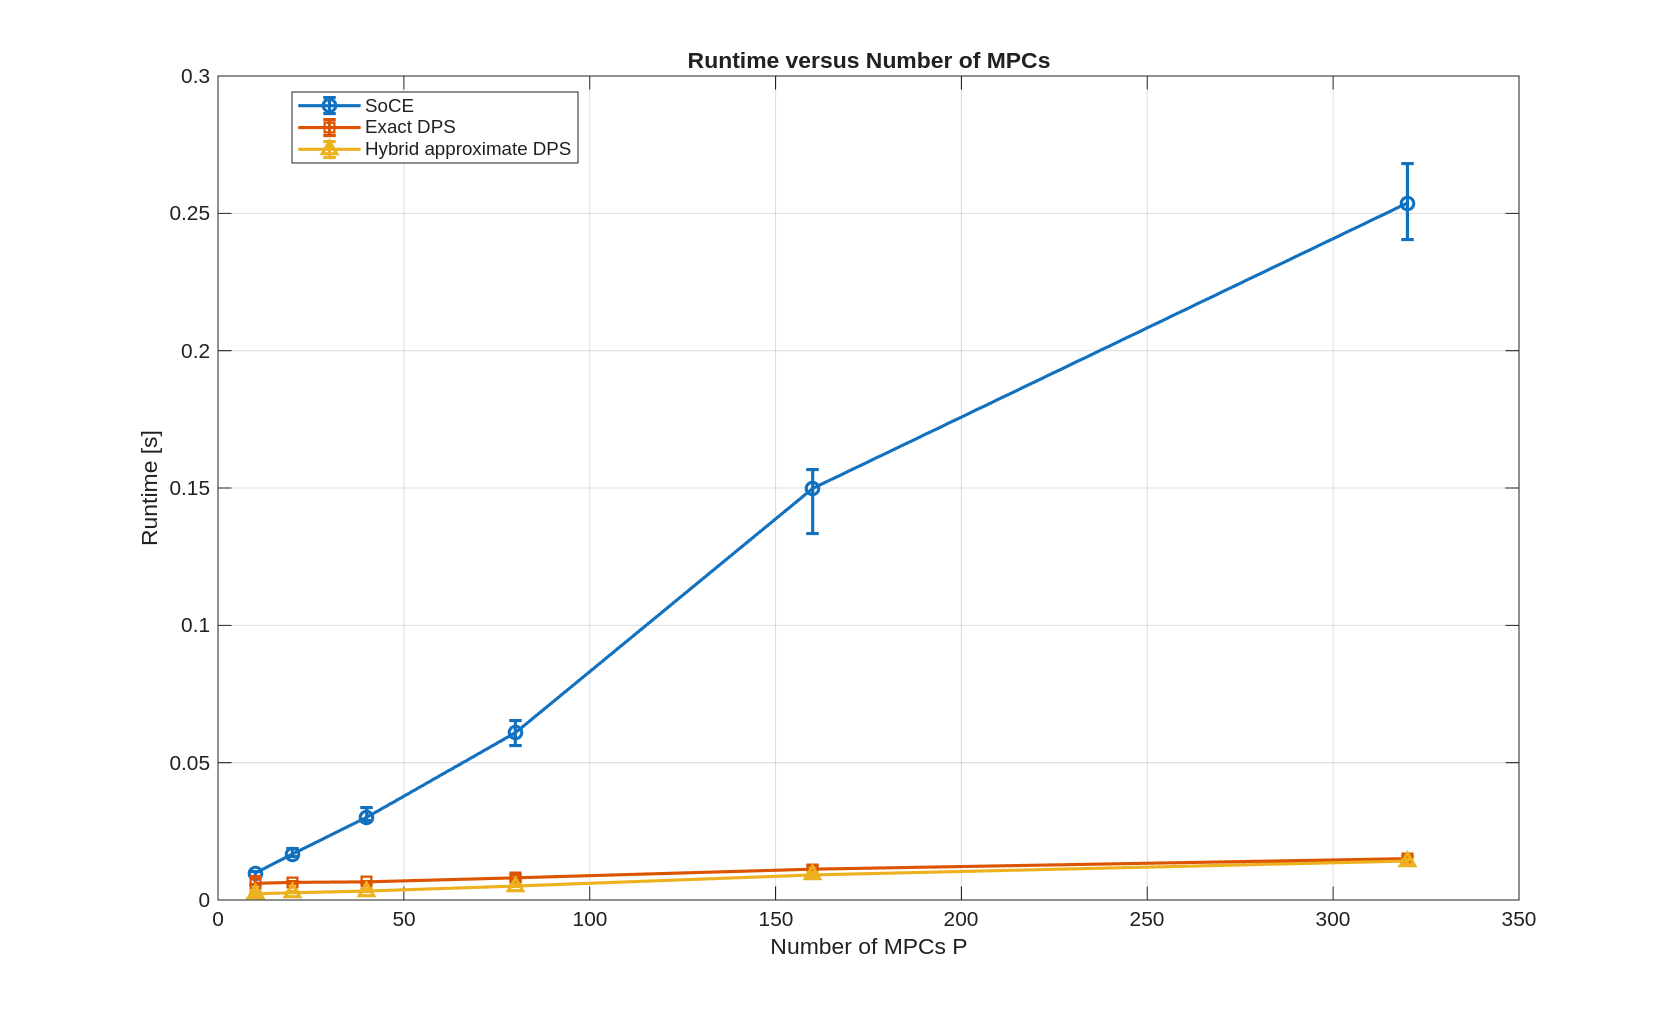 Runtime versus Number of MPCs
SoCE
Exact DPS
Hybrid approximate DPS
0.3
0.25
0.2
0.15
0.1
0.05
0
Runtime [s]
0 50 100 150 200 250 300 350
Number of MPCs P